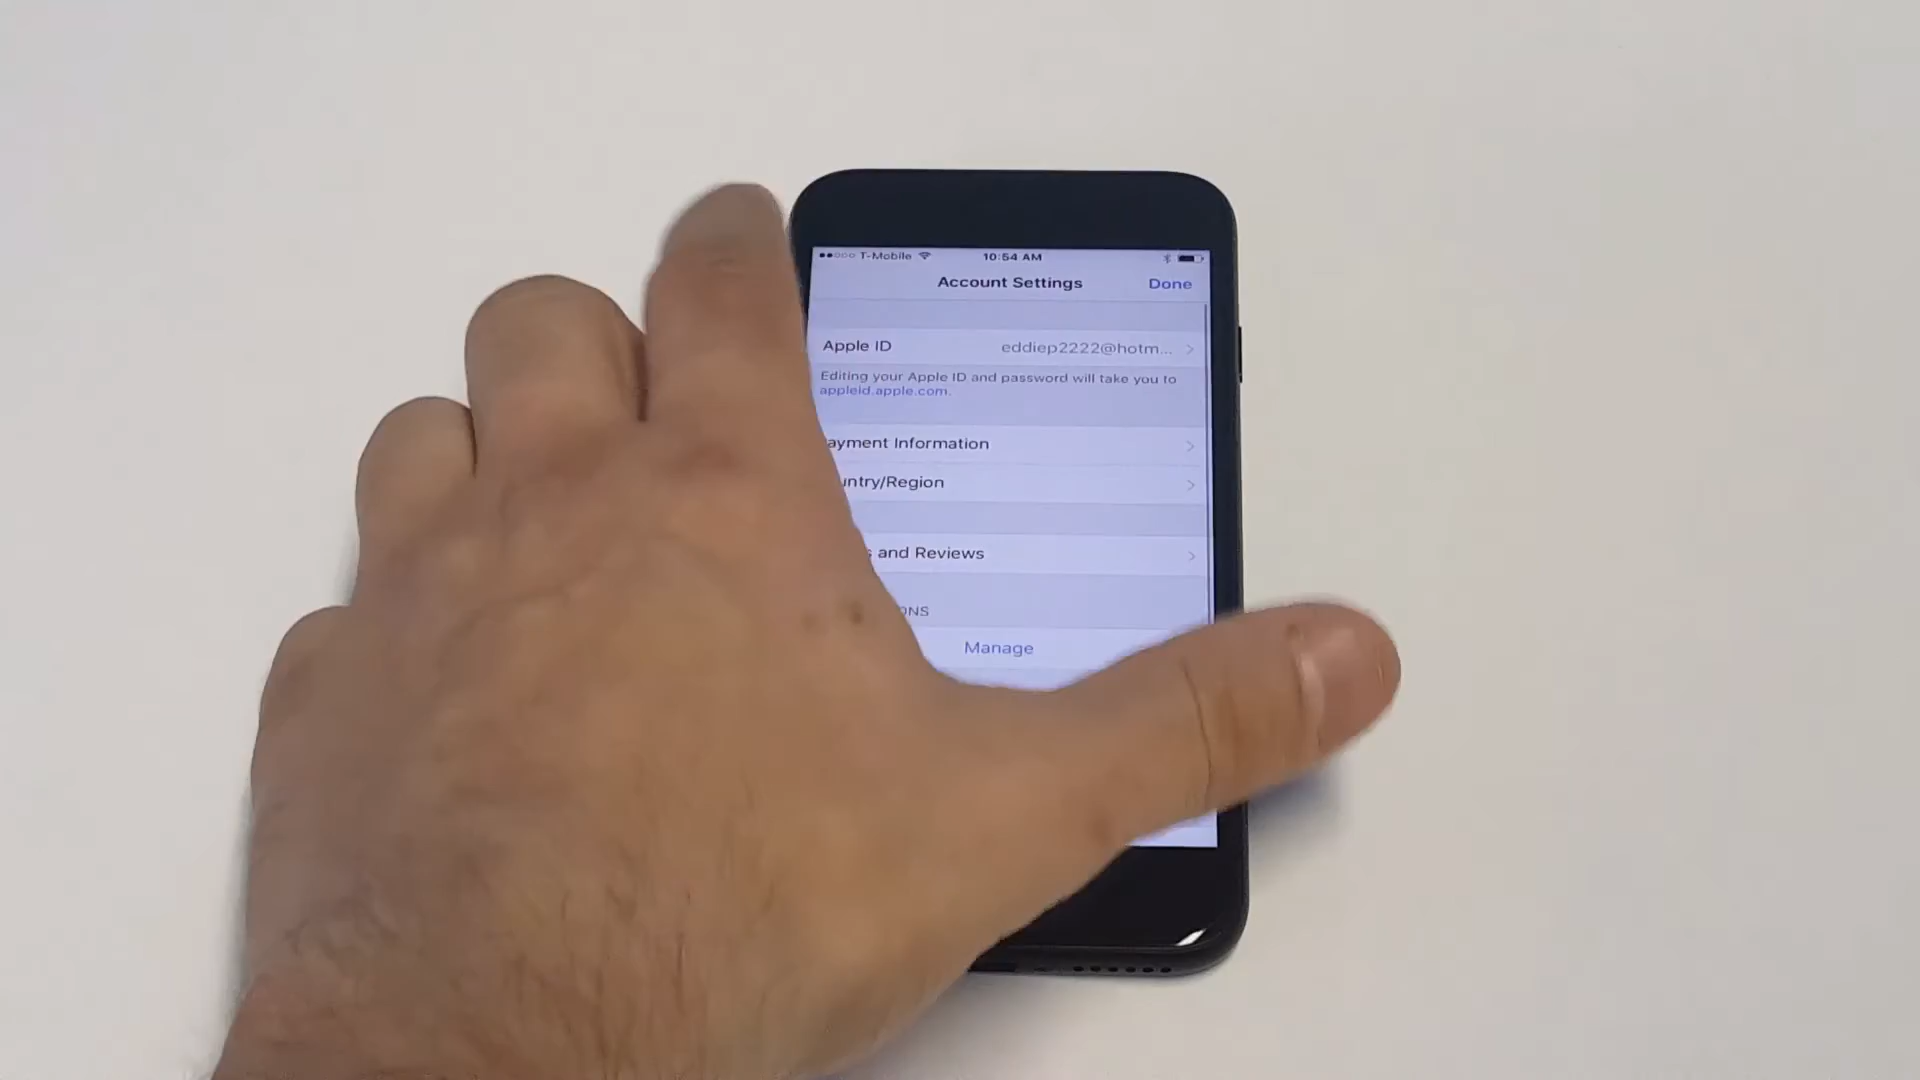 T-Mobile 10:54 AM
Account Settings Done
Apple ID eddiep2222@hotm...
Editing your Apple ID and password will take you to
appleid.apple.com.
ayment Information
untry/Region
and Reviews
ONS
Manage